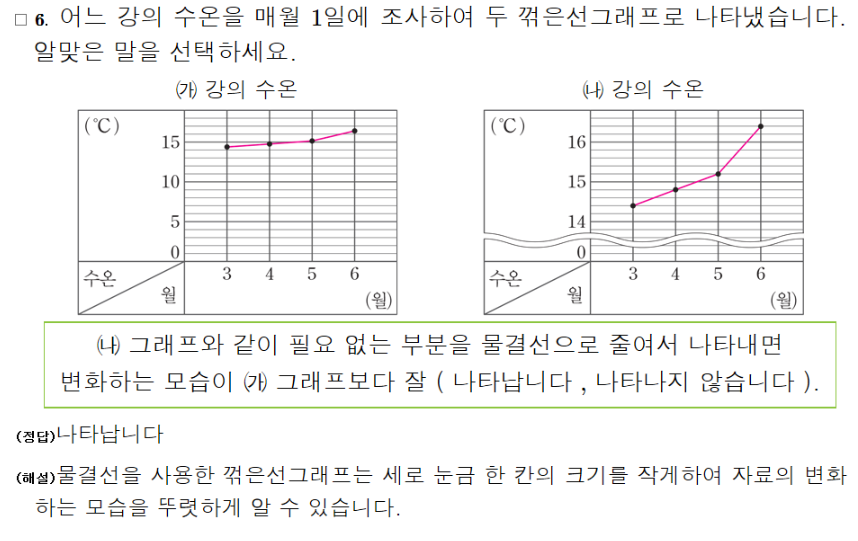 □ 6. 어느 강의 수온을 매월 1일에 조사하여 두 꺾은선그래프로 나타냈습니다.
알맞은 말을 선택하세요.
㈎ 강의 수온
(℃)
15
10
5
0
수온
월
3 4 5 6
(월)
㈏ 강의 수온
(℃)
16
15
14
0
수온
월
3 4 5 6
(월)
㈏ 그래프와 같이 필요 없는 부분을 물결선으로 줄여서 나타내면
변화하는 모습이 ㈎ 그래프보다 잘 ( 나타납니다 , 나타나지 않습니다 ).
(정답)나타납니다
(해설)물결선을 사용한 꺾은선그래프는 세로 눈금 한 칸의 크기를 작게하여 자료의 변화
하는 모습을 뚜렷하게 알 수 있습니다.